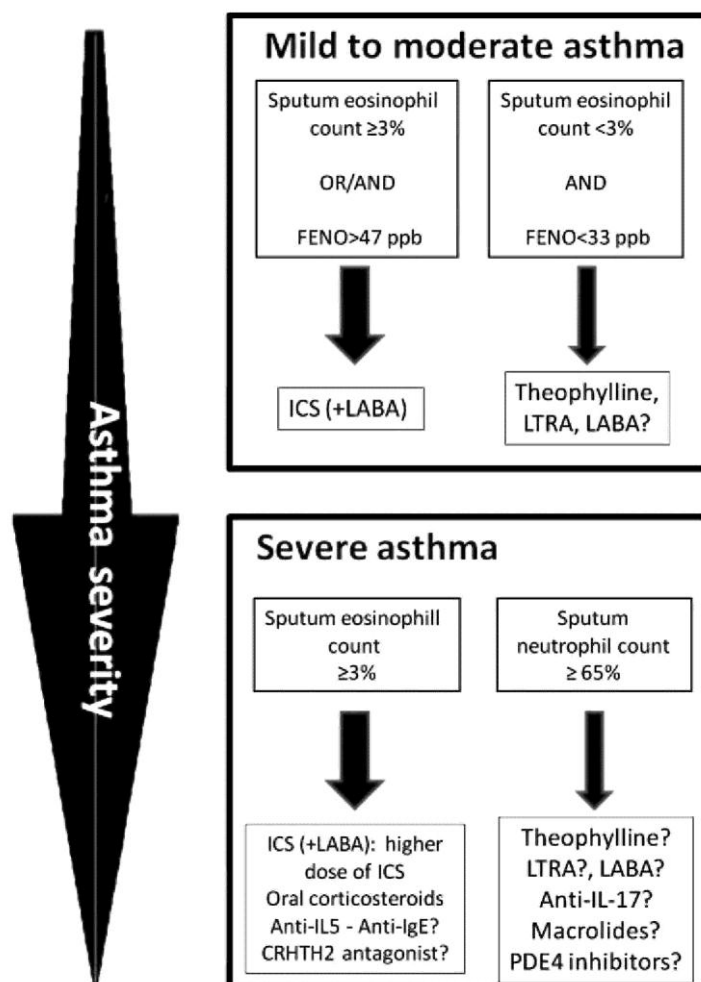 Mild to moderate asthma
Sputum eosinophil
count ≥3%
OR/AND
FENO>47 ppb
Sputum eosinophil
count <3%
AND
FENO<33 ppb
ICS (+LABA)
Theophylline,
LTRA, LABA?
Asthma severity
Severe asthma
Sputum eosinophill
count
≥3%
Sputum
neutrophil count
≥ 65%
ICS (+LABA): higher
dose of ICS
Oral corticosteroids
Anti-IL5 - Anti-IgE?
CRHTH2 antagonist?
Theophylline?
LTRA?, LABA?
Anti-IL-17?
Macrolides?
PDE4 inhibitors?